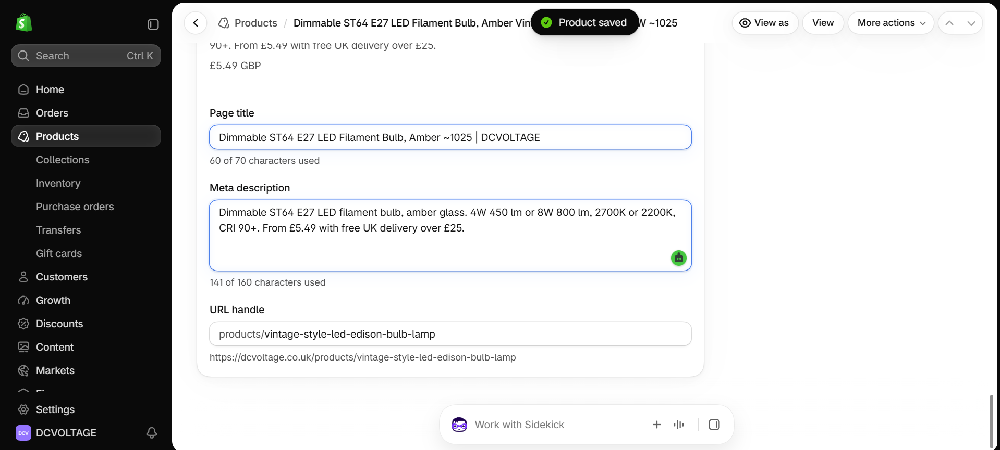 Search Ctrl K
Home
Orders
Products
Collections
Inventory
Purchase orders
Transfers
Gift cards
Customers
Growth
Discounts
Content
Markets
Settings
DCV DCVOLTAGE
Products / Dimmable ST64 E27 LED Filament Bulb, Amber Vin
Product saved
~1025
View as
View
More actions
90+. From £5.49 with free UK delivery over £25.
£5.49 GBP
Page title
Dimmable ST64 E27 LED Filament Bulb, Amber ~1025 | DCVOLTAGE
60 of 70 characters used
Meta description
Dimmable ST64 E27 LED filament bulb, amber glass. 4W 450 lm or 8W 800 lm, 2700K or 2200K,
CRI 90+. From £5.49 with free UK delivery over £25.
141 of 160 characters used
URL handle
products/vintage-style-led-edison-bulb-lamp
https://dcvoltage.co.uk/products/vintage-style-led-edison-bulb-lamp
Work with Sidekick